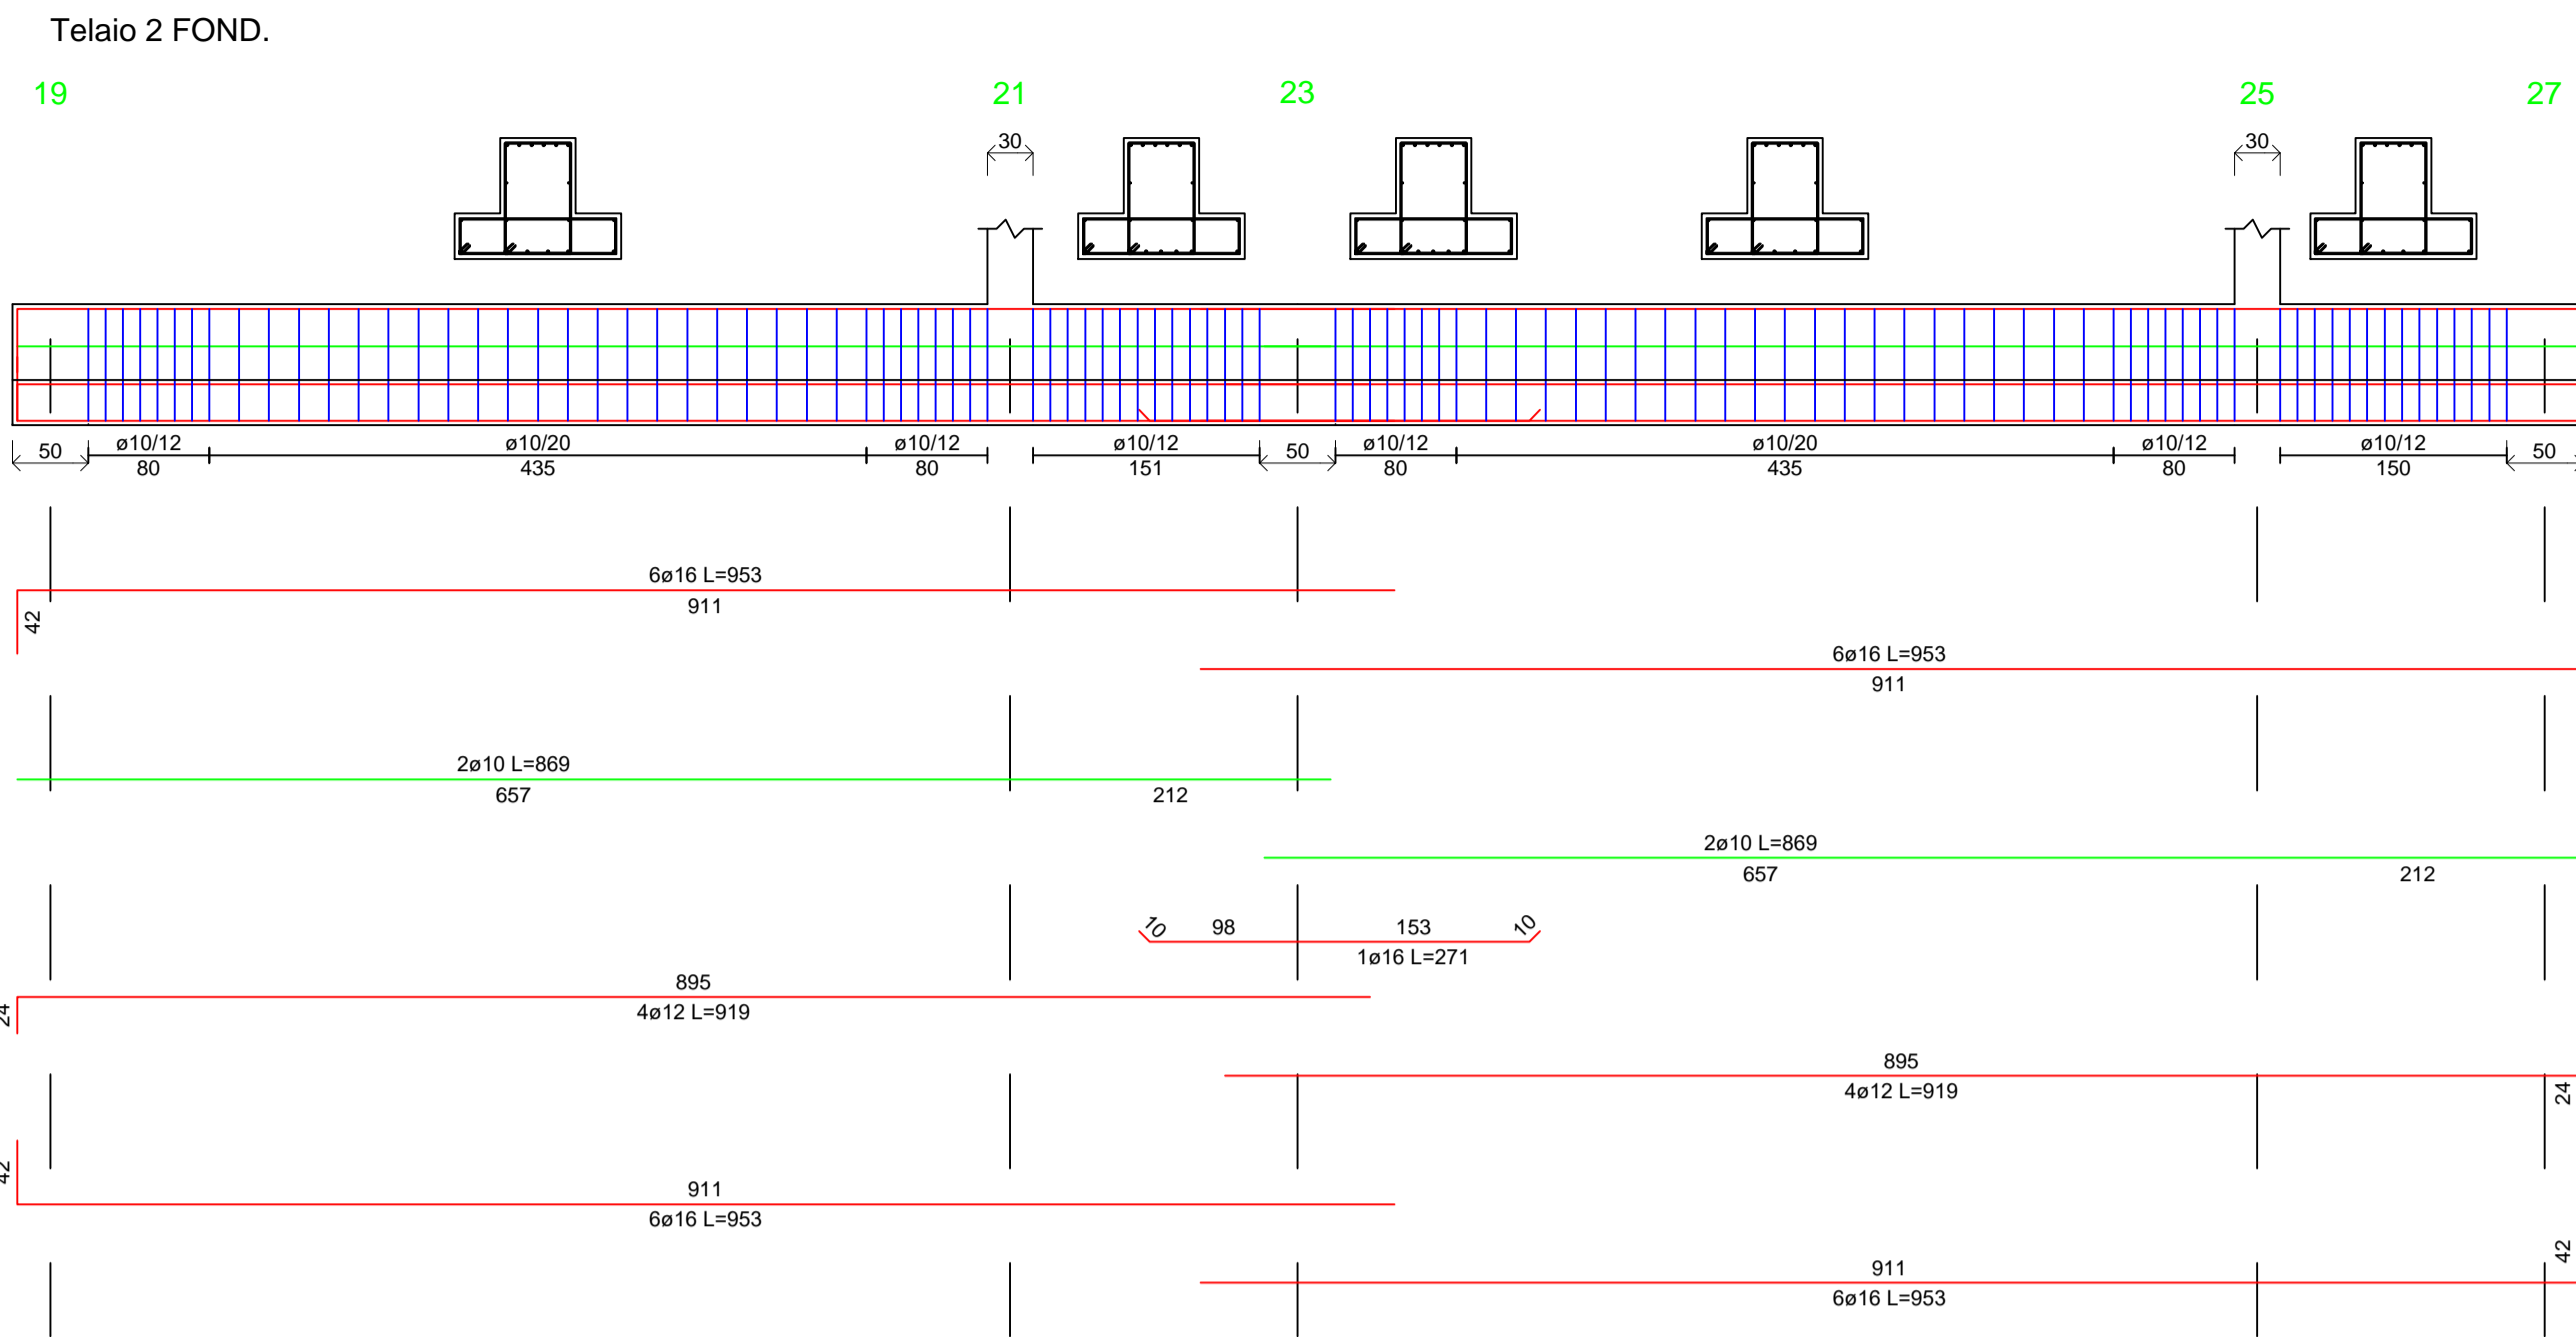 Telaio 2 FOND.
19 21 23 25 27
30 30
ø10/12 ø10/20 ø10/12 ø10/12 ø10/12 ø10/20 ø10/12 ø10/12
50 80 435 80 151 50 80 435 80 150 50
6ø16 L=953
42 911
6ø16 L=953
911
2ø10 L=869
657 212
2ø10 L=869
657 212
10 98 153 10
1ø16 L=271
895
24 4ø12 L=919
895
4ø12 L=919 24
42 911
6ø16 L=953
911 42
6ø16 L=953